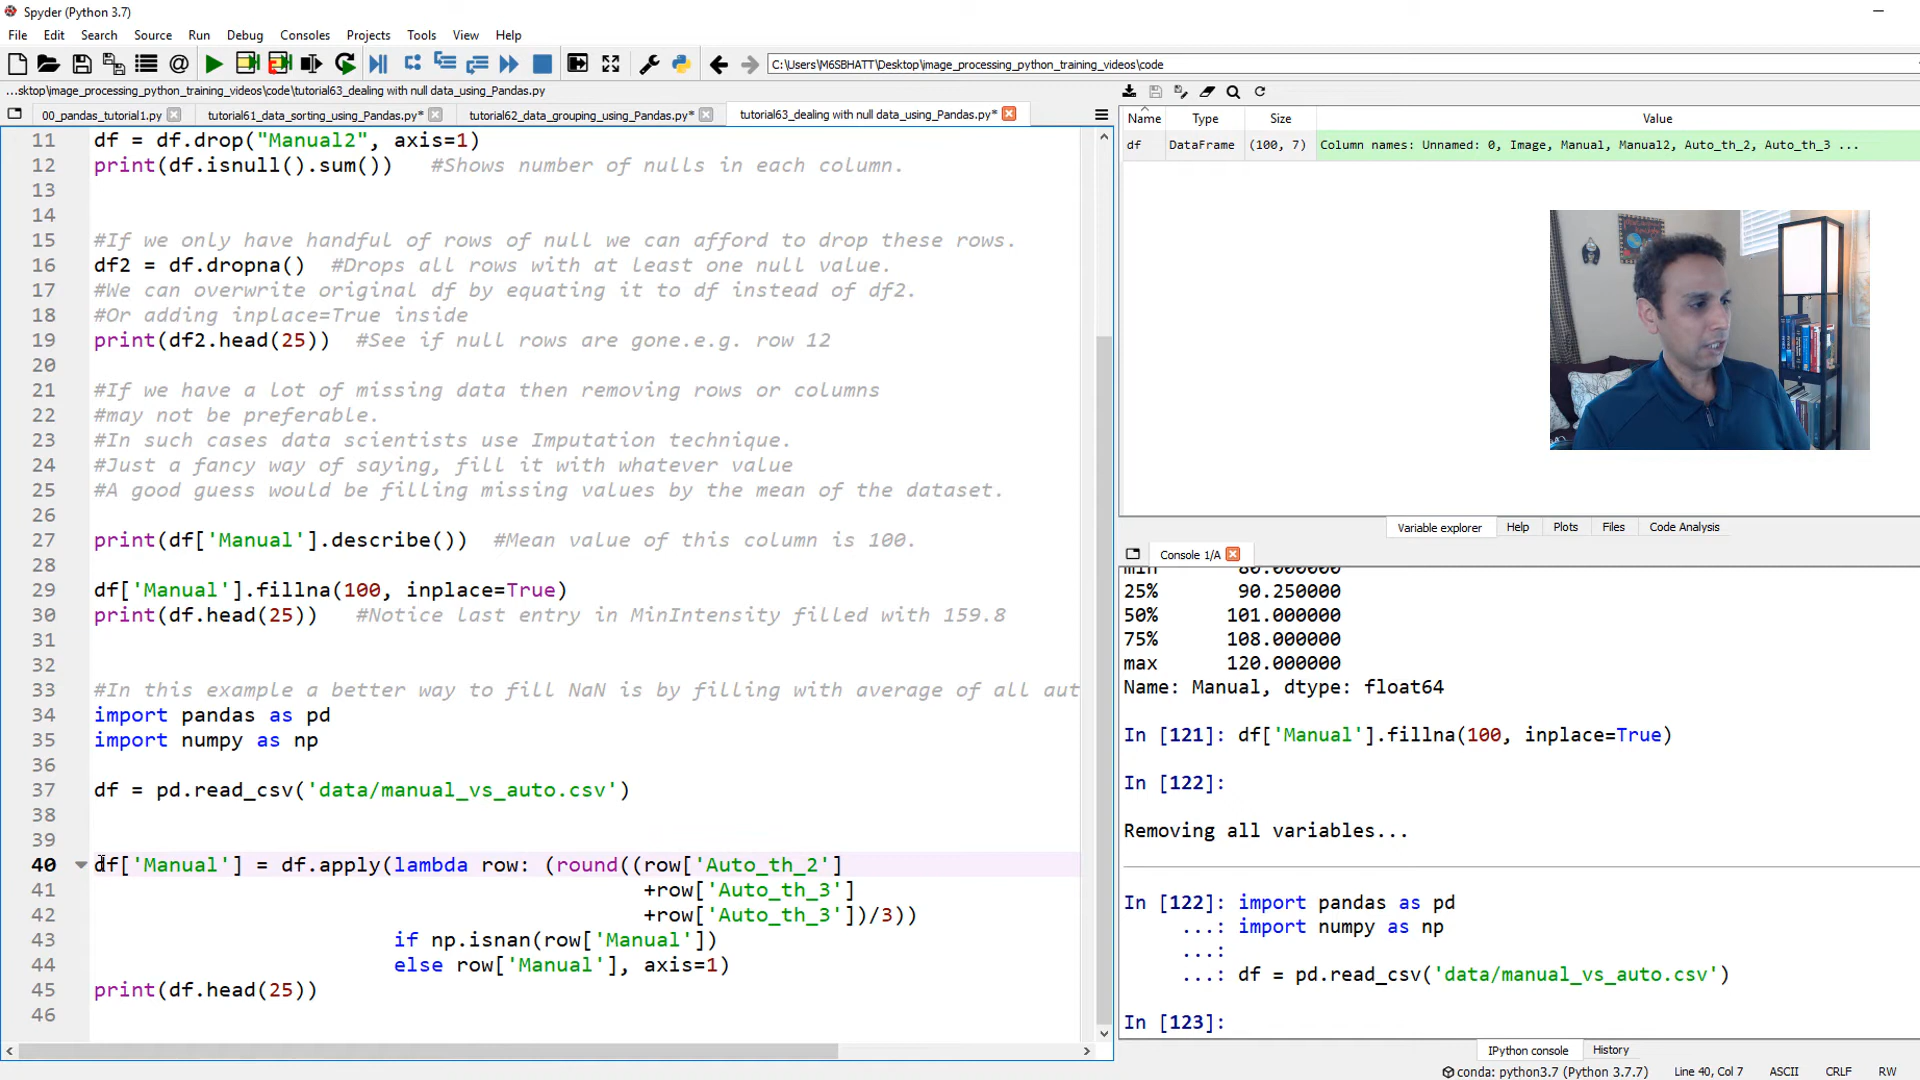 Spyder (Python 3.7)
File Edit Search Source Run Debug Consoles Projects Tools View Help
C:\Users\M6SBHATT\Desktop\image_processing_python_training_videos\code
...sktop\image_processing_python_training_videos\code\tutorial63_dealing with null data_using_Pandas.py
00_pandas_tutorial1.py tutorial61_data_sorting_using_Pandas.py* tutorial62_data_grouping_using_Pandas.py* tutorial63_dealing with null data_using_Pandas.py*
11 df = df.drop("Manual2", axis=1)
12 print(df.isnull().sum()) #Shows number of nulls in each column.
13
14
15 #If we only have handful of rows of null we can afford to drop these rows.
16 df2 = df.dropna() #Drops all rows with at least one null value.
17 #We can overwrite original df by equating it to df instead of df2.
18 #Or adding inplace=True inside
19 print(df2.head(25)) #See if null rows are gone.e.g. row 12
20
21 #If we have a lot of missing data then removing rows or columns
22 #may not be preferable.
23 #In such cases data scientists use Imputation technique.
24 #Just a fancy way of saying, fill it with whatever value
25 #A good guess would be filling missing values by the mean of the dataset.
26
27 print(df['Manual'].describe()) #Mean value of this column is 100.
28
29 df['Manual'].fillna(100, inplace=True)
30 print(df.head(25)) #Notice last entry in MinIntensity filled with 159.8
31
32
33 #In this example a better way to fill NaN is by filling with average of all aut
34 import pandas as pd
35 import numpy as np
36
37 df = pd.read_csv('data/manual_vs_auto.csv')
38
39
40 df['Manual'] = df.apply(lambda row: (round((row['Auto_th_2']
41 +row['Auto_th_3']
42 +row['Auto_th_3'])/3))
43 if np.isnan(row['Manual'])
44 else row['Manual'], axis=1)
45 print(df.head(25))
46
Name Type Size Value
df DataFrame (100, 7) Column names: Unnamed: 0, Image, Manual, Manual2, Auto_th_2, Auto_th_3 ...
Variable explorer Help Plots Files Code Analysis
Console 1/A
min 80.000000
25% 90.250000
50% 101.000000
75% 108.000000
max 120.000000
Name: Manual, dtype: float64
In [121]: df['Manual'].fillna(100, inplace=True)
In [122]:
Removing all variables...
In [122]: import pandas as pd
...: import numpy as np
...:
...: df = pd.read_csv('data/manual_vs_auto.csv')
In [123]:
IPython console History
conda: python3.7 (Python 3.7.7) Line 40, Col 7 ASCII CRLF RW